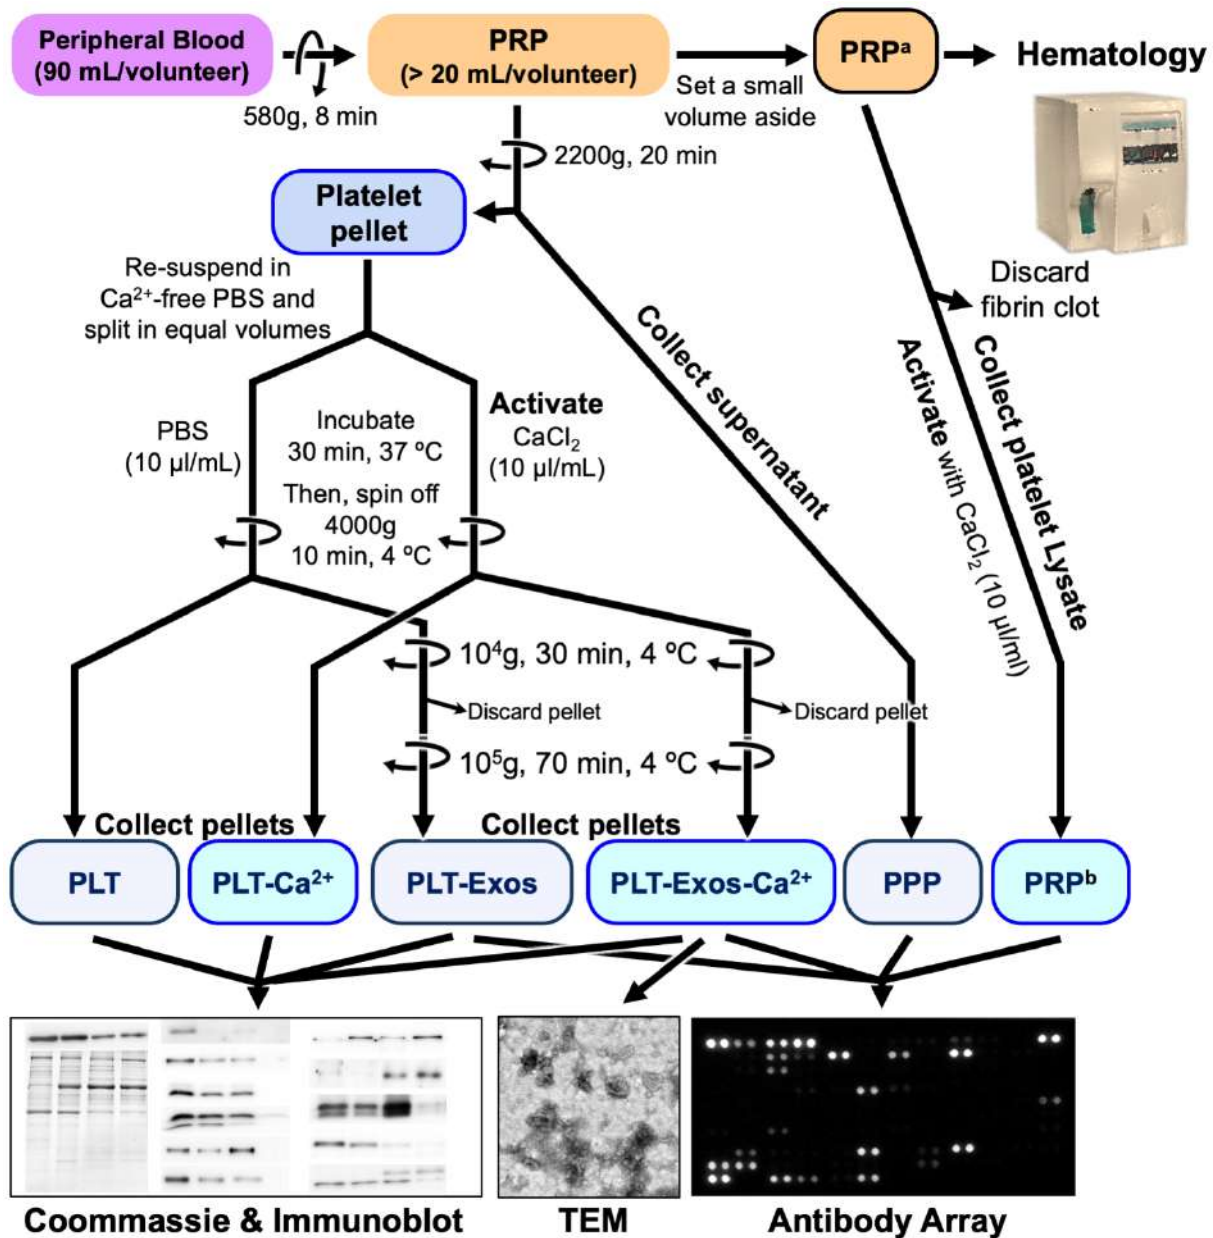 Peripheral Blood
(90 mL/volunteer)
580g, 8 min
PRP
(> 20 mL/volunteer)
Set a small
volume aside
PRPᵃ
Hematology
2200g, 20 min
Platelet
pellet
Re-suspend in
Ca²⁺-free PBS and
split in equal volumes
Discard
fibrin clot
Collect supernatant
Activate with CaCl₂ (10 µl/ml)
Collect platelet Lysate
PBS
(10 µl/mL)
Incubate
30 min, 37 ºC
Then, spin off
4000g
10 min, 4 ºC
Activate
CaCl₂
(10 µl/mL)
10⁴g, 30 min, 4 ºC
Discard pellet
Discard pellet
10⁵g, 70 min, 4 ºC
Collect pellets
Collect pellets
PLT
PLT-Ca²⁺
PLT-Exos
PLT-Exos-Ca²⁺
PPP
PRPᵇ
Coommassie & Immunoblot
TEM
Antibody Array